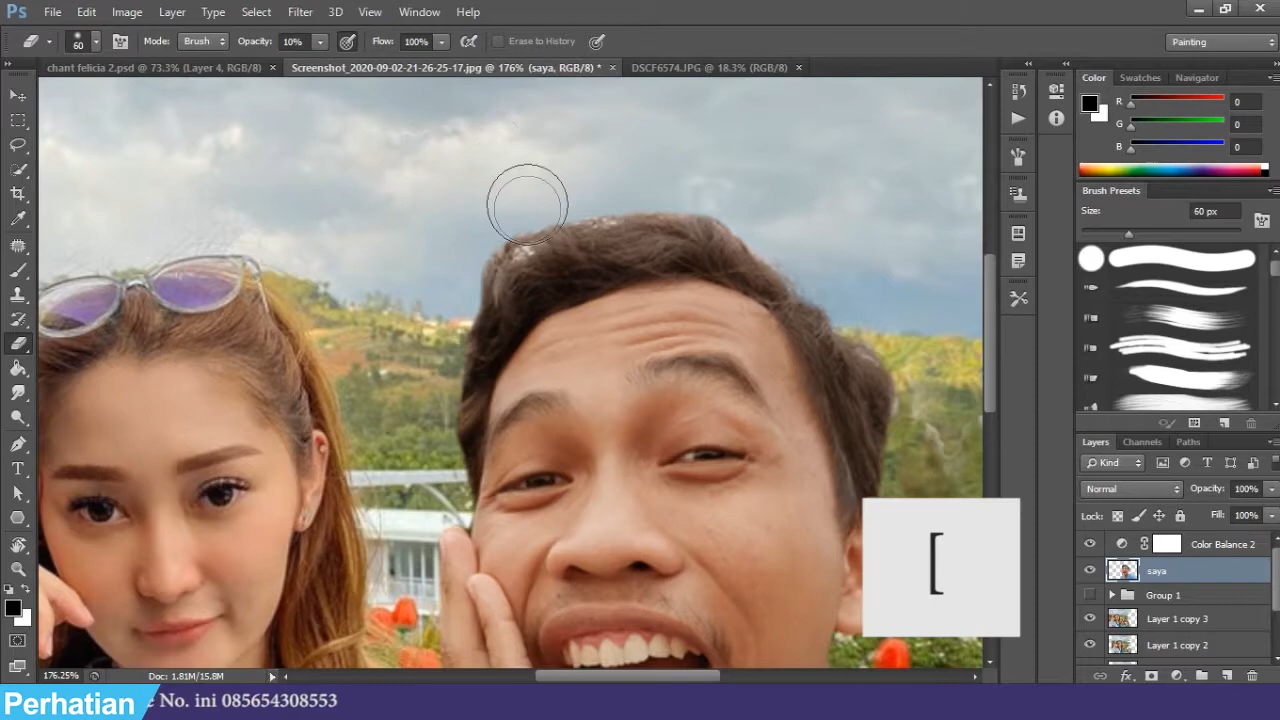 Ps File Edit Image Layer Type Select Filter 3D View Window Help
60 Mode: Brush Opacity: 10% Flow: 100% Erase to History Painting
chant felicia 2.psd @ 73.3% (Layer 4, RGB/8) × Screenshot_2020-09-02-21-26-25-17.jpg @ 176% (saya, RGB/8) * × DSCF6574.JPG @ 18.3% (RGB/8) ×
Color Swatches Navigator
R 0
G 0
B 0
Brush Presets
Size: 60 px
Layers Channels Paths
Kind
Normal Opacity: 100%
Lock: Fill: 100%
Color Balance 2
saya
Group 1
Layer 1 copy 3
Layer 1 copy 2
[
176.25% Doc: 1.81M/15.8M
Perhatian No. ini 085654308553